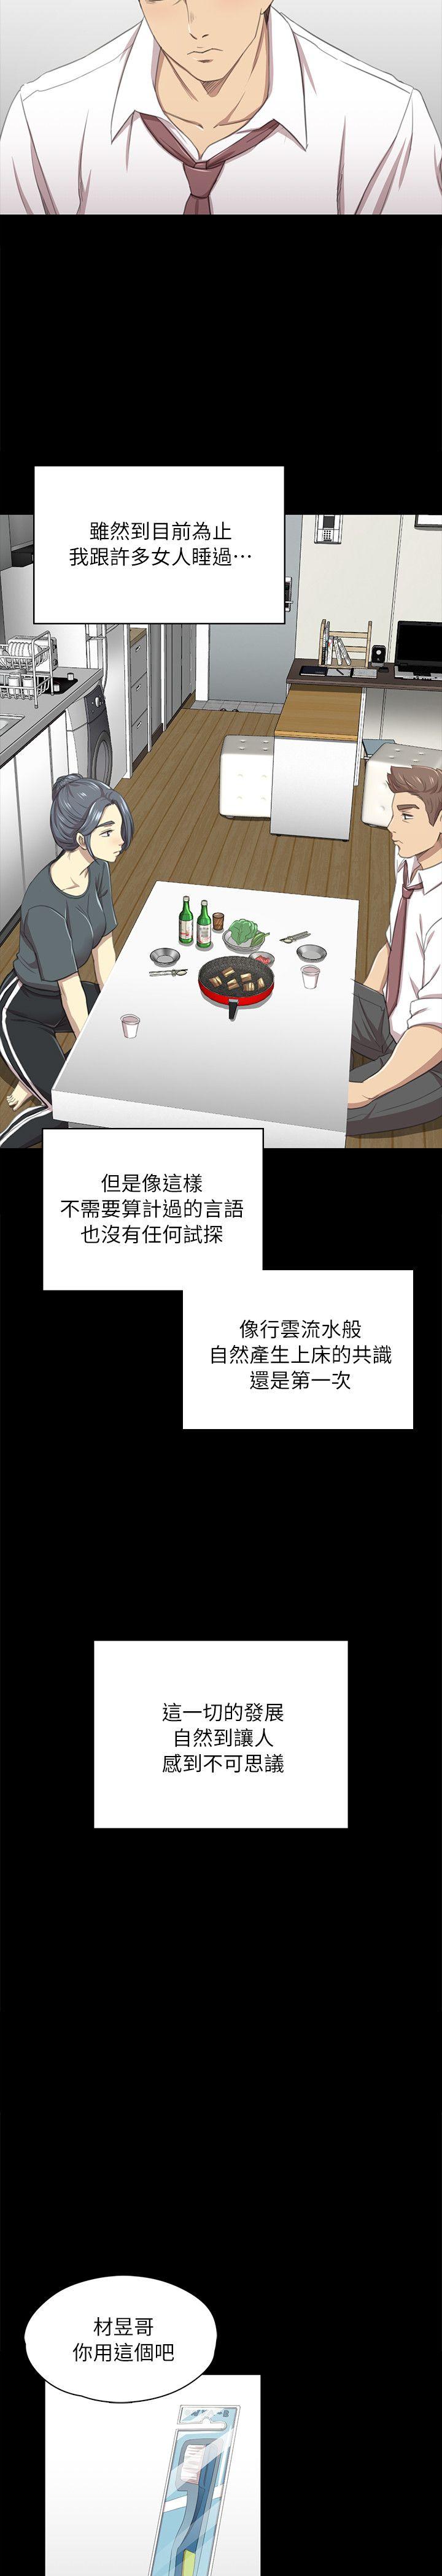 雖然到目前為止
我跟許多女人睡過…
但是像這樣
不需要算計過的言語
也沒有任何試探
像行雲流水般
自然產生上床的共識
還是第一次
這一切的發展
自然到讓人
感到不可思議
材昱哥
你用這個吧